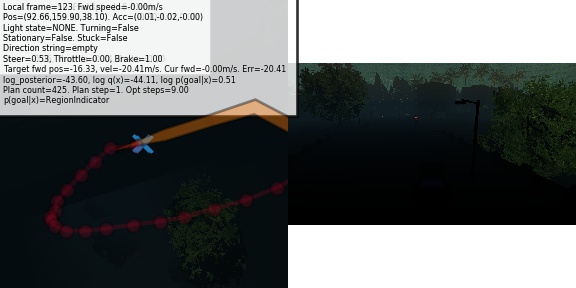 Local frame=123. Fwd speed=-0.00m/s
Pos=(92.66,159.90,38.10). Acc=(0.01,-0.02,-0.00)
Light state=NONE. Turning=False
Stationary=False. Stuck=False
Direction string=empty
Steer=0.53, Throttle=0.00, Brake=1.00
Target fwd pos=-16.33, vel=-20.41m/s. Cur fwd=-0.00m/s. Err=-20.41
log_posterior=-43.60, log q(x)=-44.11, log p(goal|x)=0.51
Plan count=425. Plan step=1. Opt steps=9.00
p(goal|x)=RegionIndicator